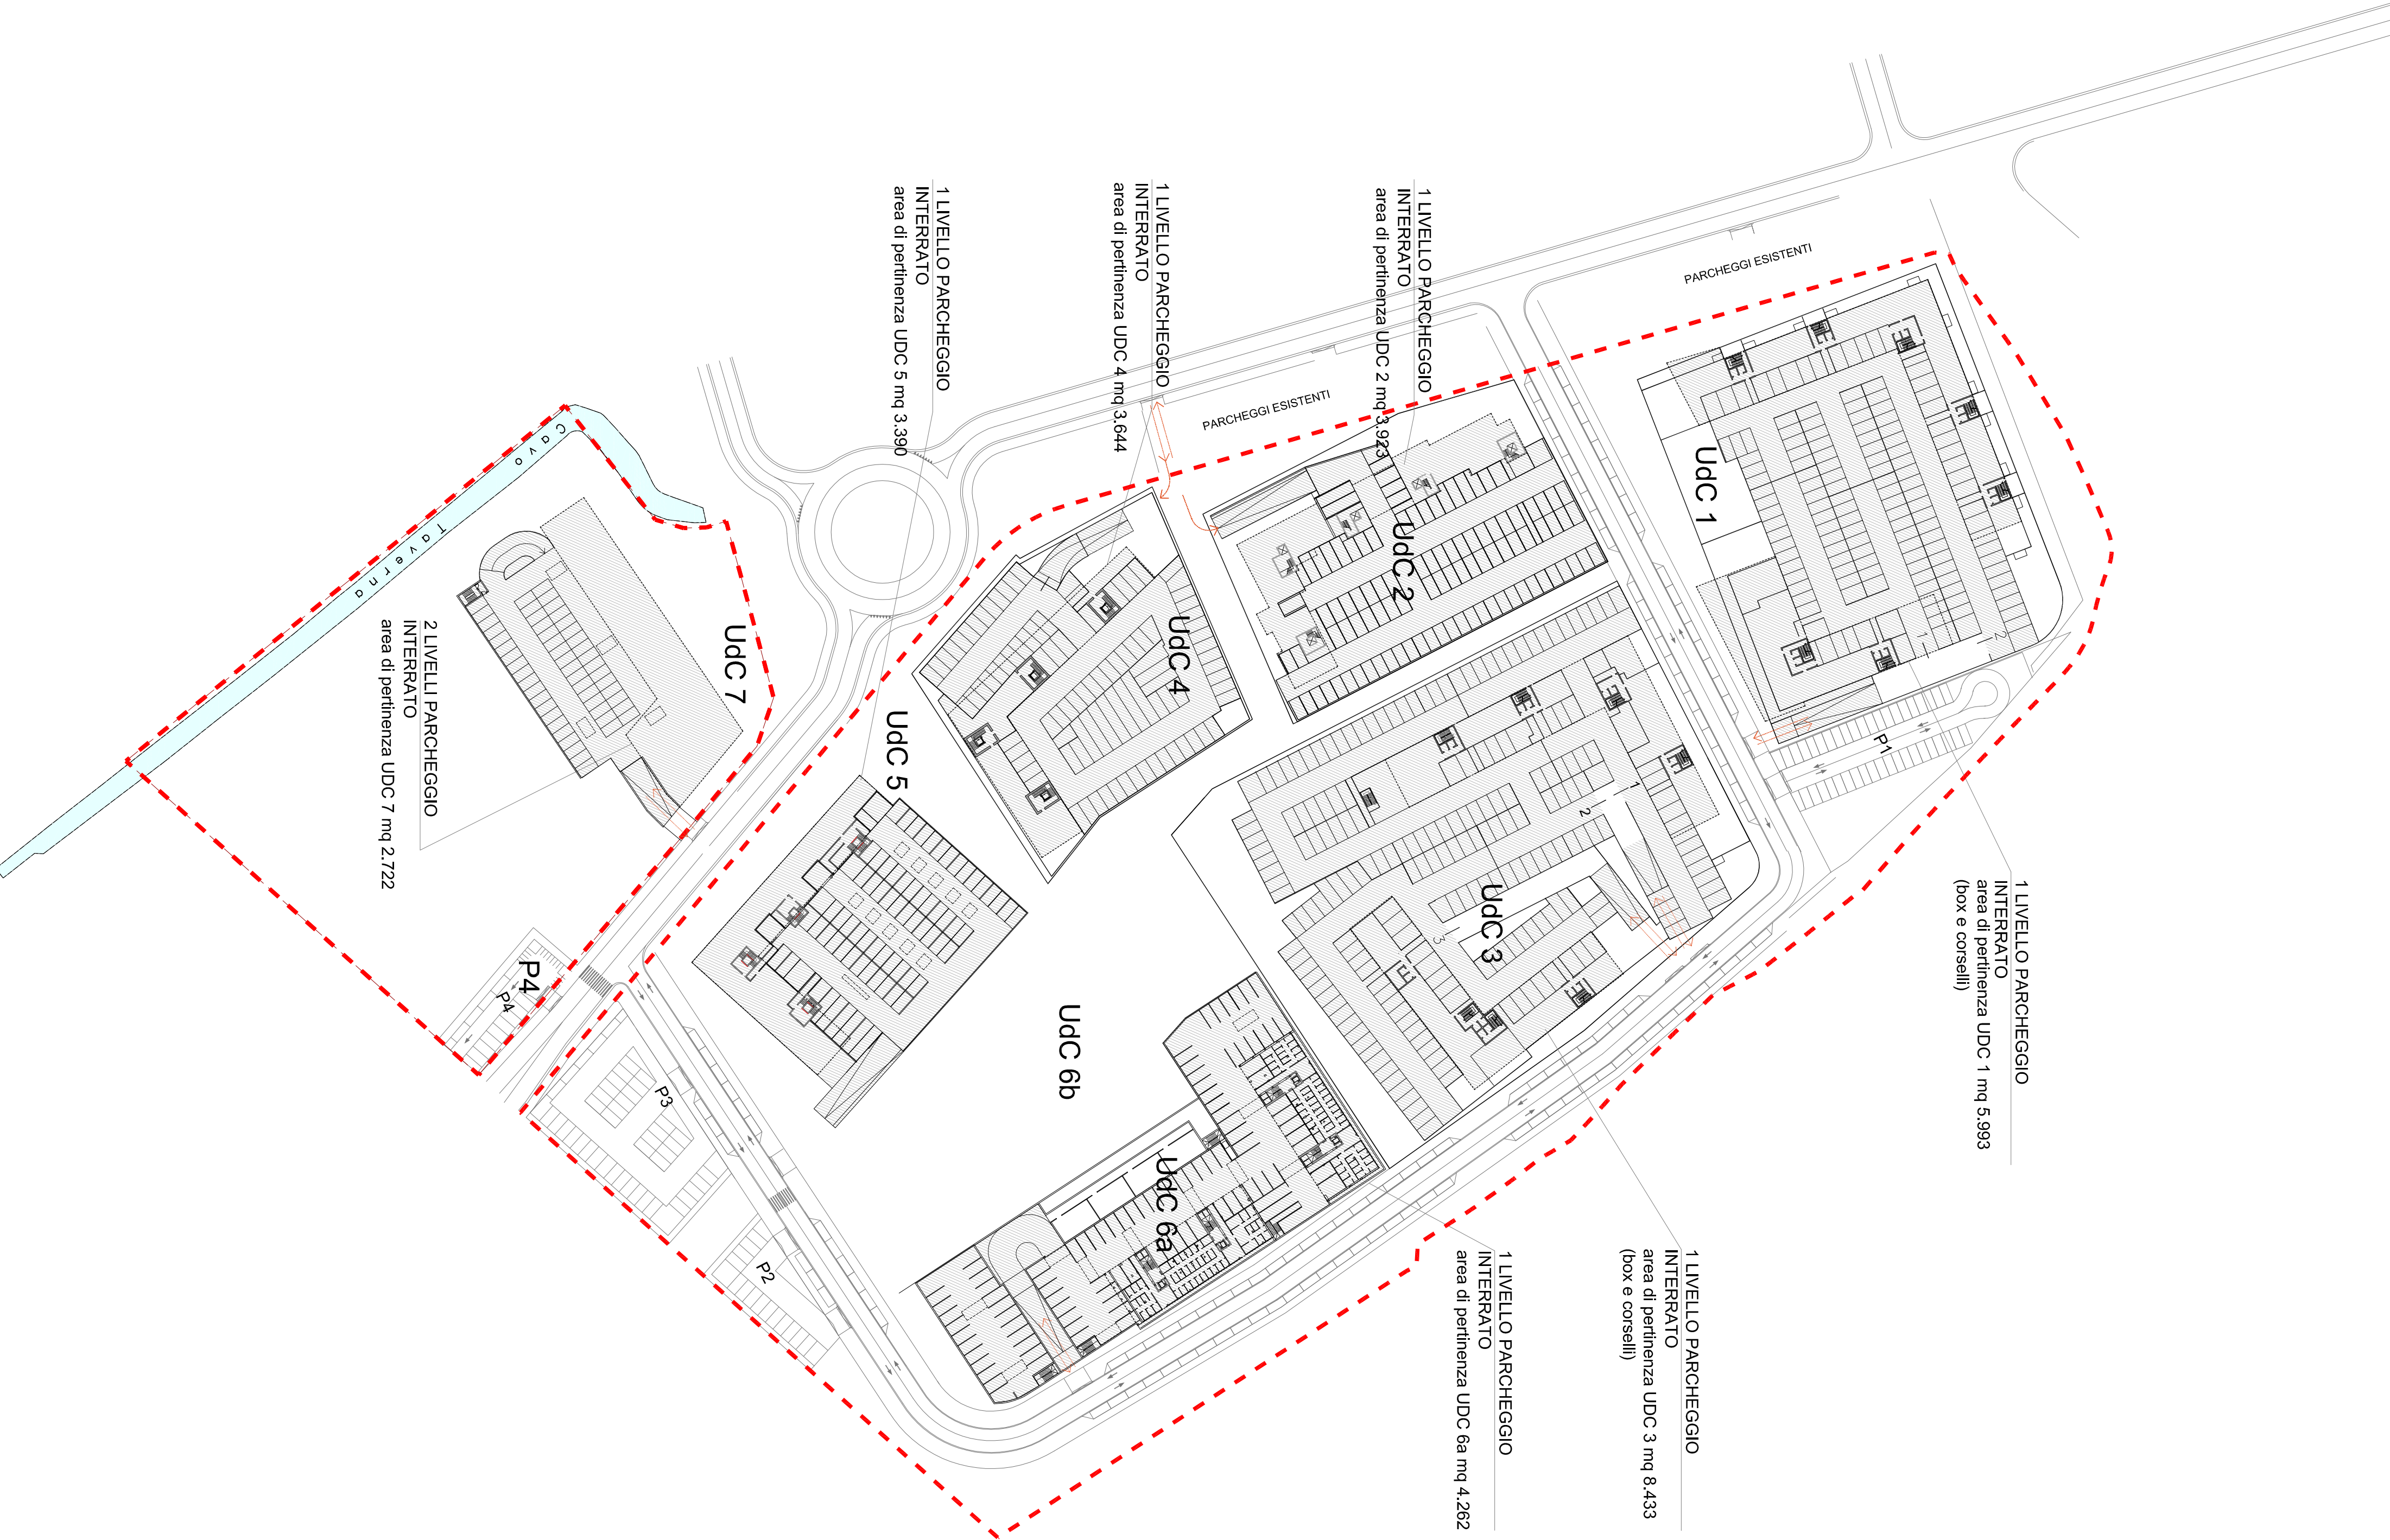 PARCHEGGI ESISTENTI
PARCHEGGI ESISTENTI
1 LIVELLO PARCHEGGIO
INTERRATO
area di pertinenza UDC 5 mq 3.390
1 LIVELLO PARCHEGGIO
INTERRATO
area di pertinenza UDC 4 mq 3.644
1 LIVELLO PARCHEGGIO
INTERRATO
area di pertinenza UDC 2 mq 3.923
UdC 1
UdC 2
UdC 4
UdC 7
UdC 5
UdC 3
UdC 6b
UdC 6a
Cavo Taverna
2 LIVELLI PARCHEGGIO
INTERRATO
area di pertinenza UDC 7 mq 2.722
1 LIVELLO PARCHEGGIO
INTERRATO
area di pertinenza UDC 1 mq 5.993
(box e corselli)
1 LIVELLO PARCHEGGIO
INTERRATO
area di pertinenza UDC 3 mq 8.433
(box e corselli)
1 LIVELLO PARCHEGGIO
INTERRATO
area di pertinenza UDC 6a mq 4.262
P1
P4
P4
P3
P2
1
2
1
2
3